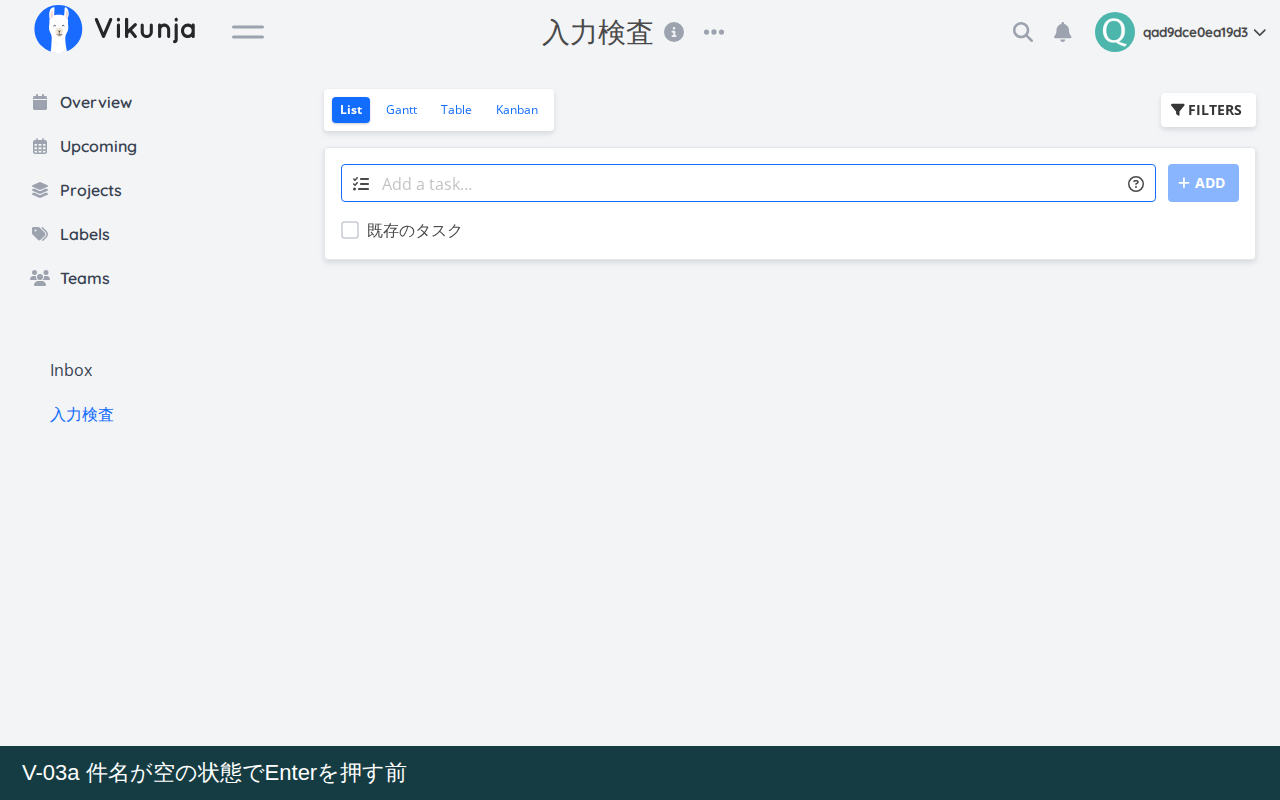 Vikunja
入力検査
qad9dce0ea19d3
Overview
Upcoming
Projects
Labels
Teams
Inbox
入力検査
List
Gantt
Table
Kanban
FILTERS
Add a task...
+ ADD
既存のタスク
V-03a 件名が空の状態でEnterを押す前